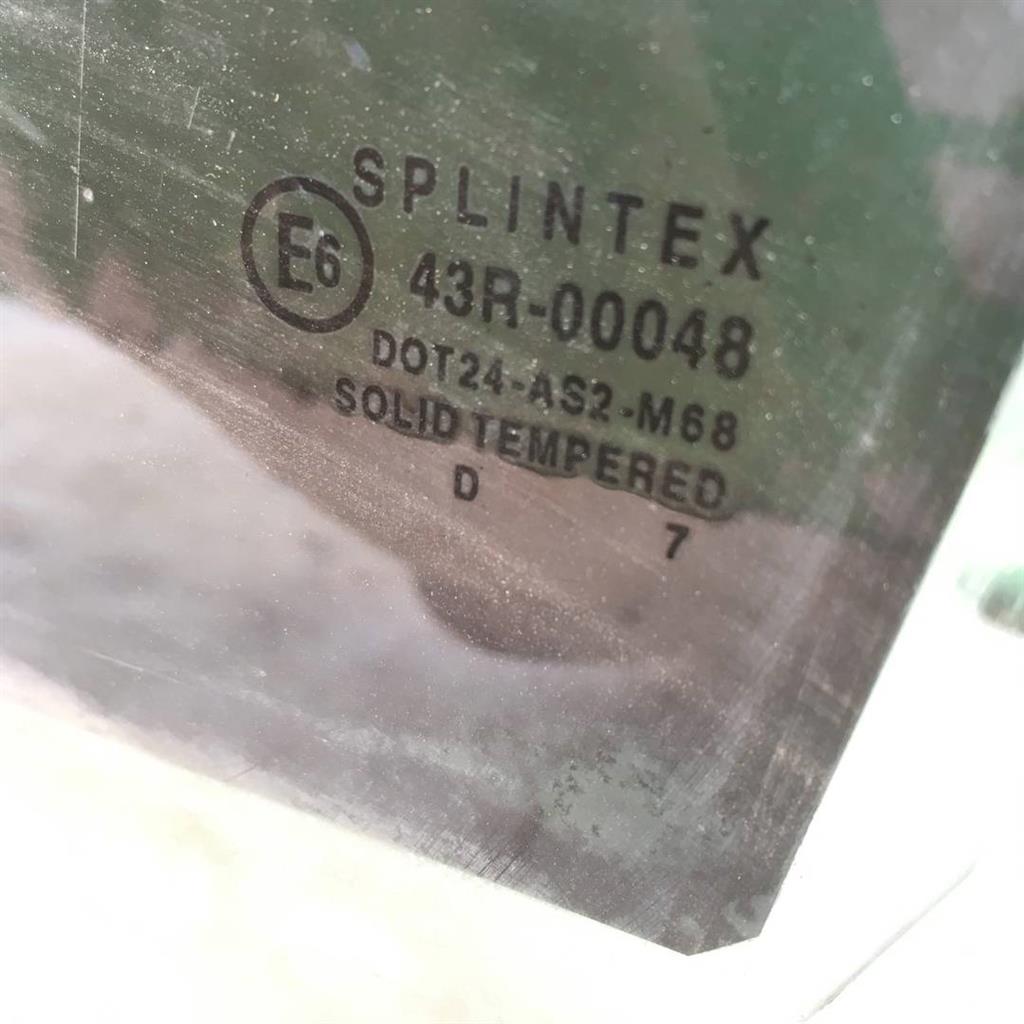 SPLINTEX
E6 43R-00048
DOT24-AS2-M68
SOLID TEMPERED
D 7